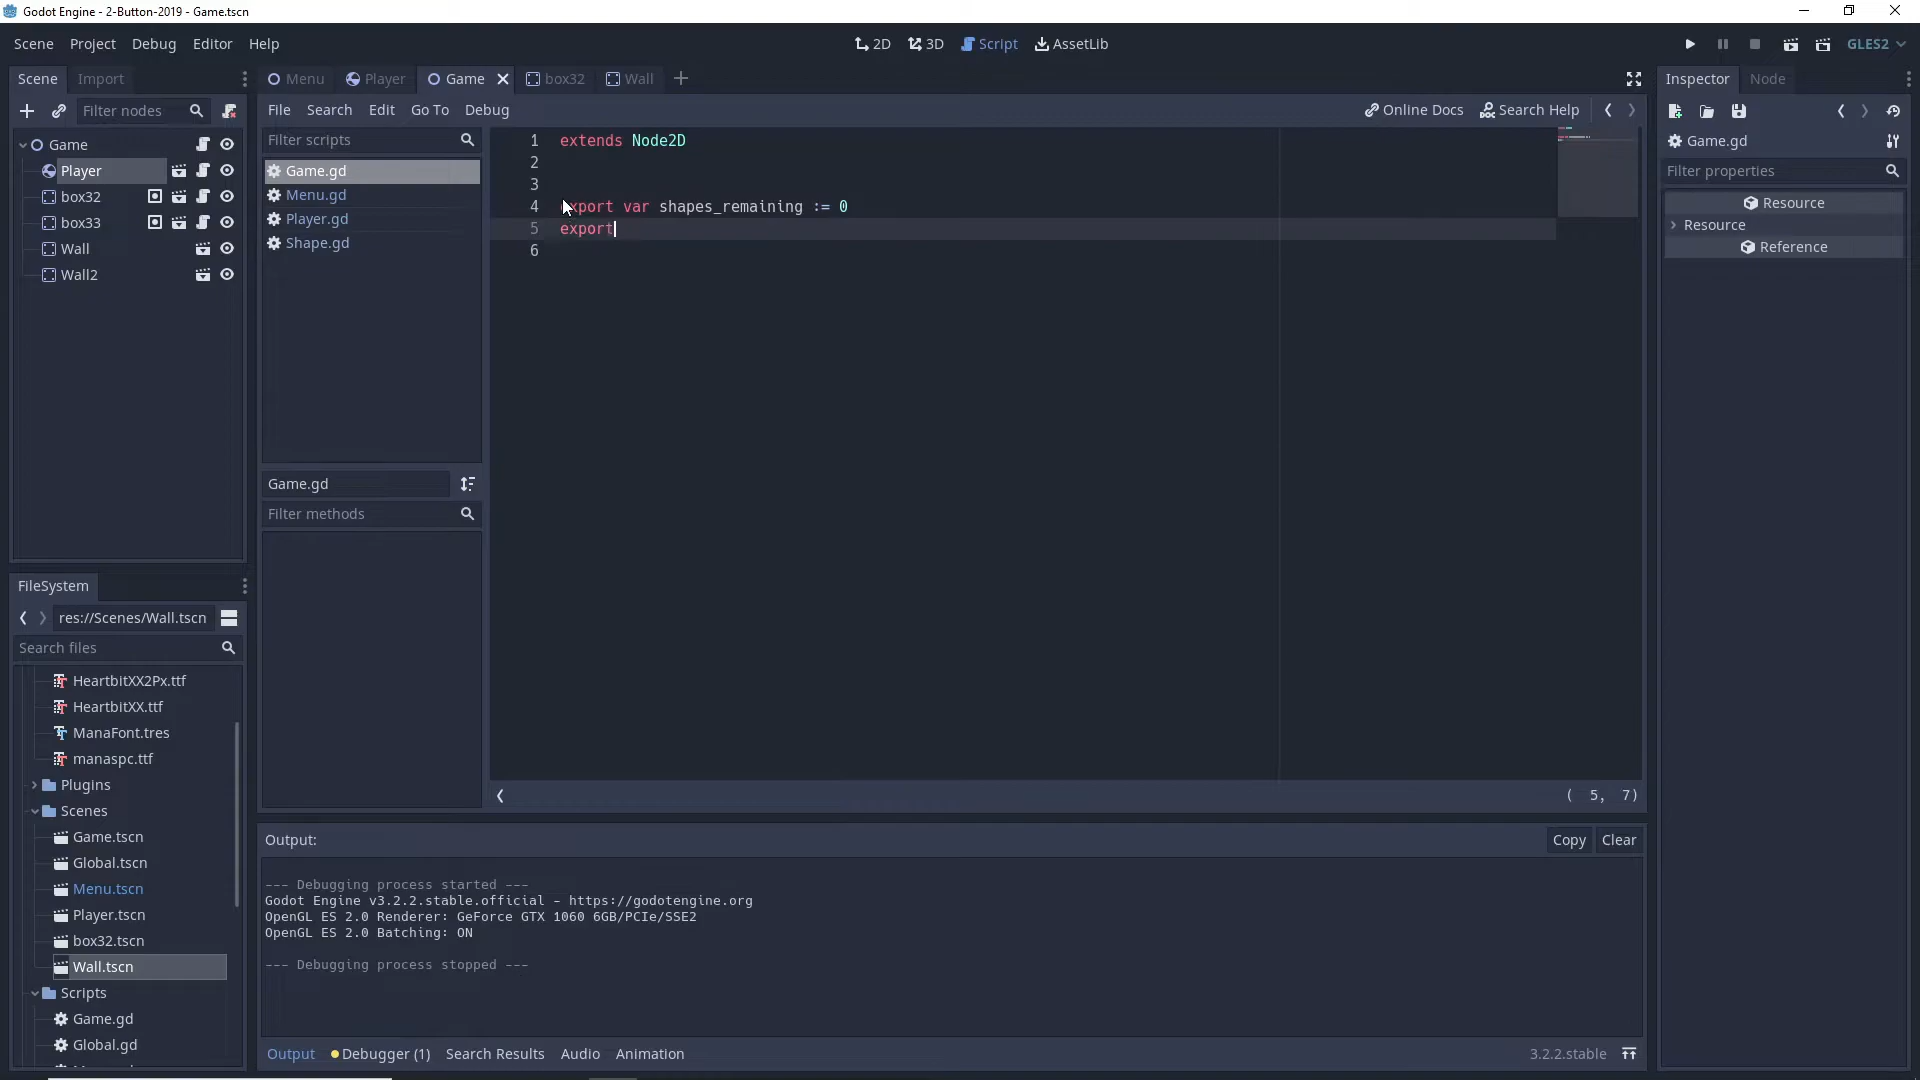 Godot Engine - 2-Button-2019 - Game.tscn
Scene Project Debug Editor Help
2D 3D Script AssetLib
GLES2
Scene Import
Filter nodes
Game
Player
box32
box33
Wall
Wall2
FileSystem
res://Scenes/Wall.tscn
Search files
HeartbitXX2Px.ttf
HeartbitXX.ttf
ManaFont.tres
manaspc.ttf
Plugins
Scenes
Game.tscn
Global.tscn
Menu.tscn
Player.tscn
box32.tscn
Wall.tscn
Scripts
Game.gd
Global.gd
Menu Player Game box32 Wall
File Search Edit Go To Debug
Online Docs Search Help
Filter scripts
Game.gd
Menu.gd
Player.gd
Shape.gd
Game.gd
Filter methods
1 extends Node2D
2
3
4 export var shapes_remaining := 0
5 export
6
( 5, 7)
Output:
Copy Clear
--- Debugging process started ---
Godot Engine v3.2.2.stable.official - https://godotengine.org
OpenGL ES 2.0 Renderer: GeForce GTX 1060 6GB/PCIe/SSE2
OpenGL ES 2.0 Batching: ON
--- Debugging process stopped ---
Output Debugger (1) Search Results Audio Animation
3.2.2.stable
Inspector Node
Game.gd
Filter properties
Resource
Resource
Reference